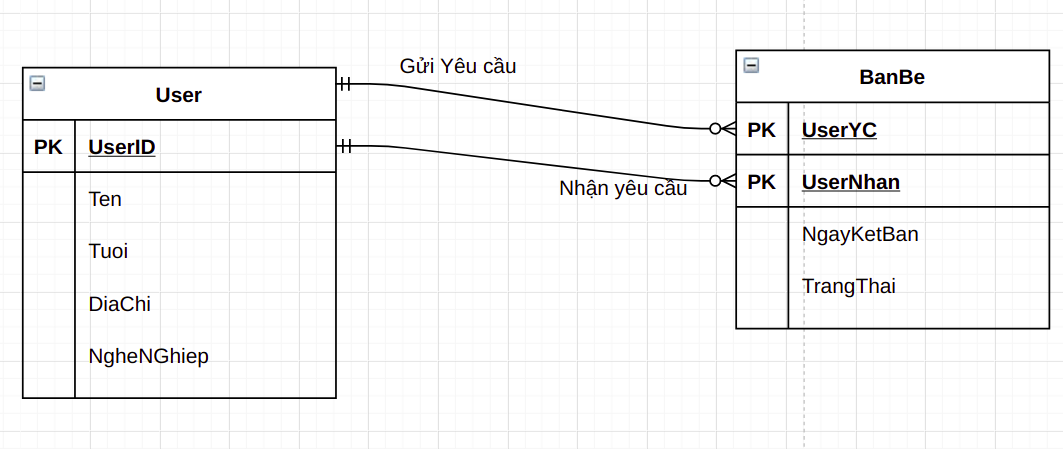 Gửi Yêu cầu
User
PK UserID
Ten
Tuoi
DiaChi
NgheNGhiep
Nhận yêu cầu
BanBe
PK UserYC
PK UserNhan
NgayKetBan
TrangThai